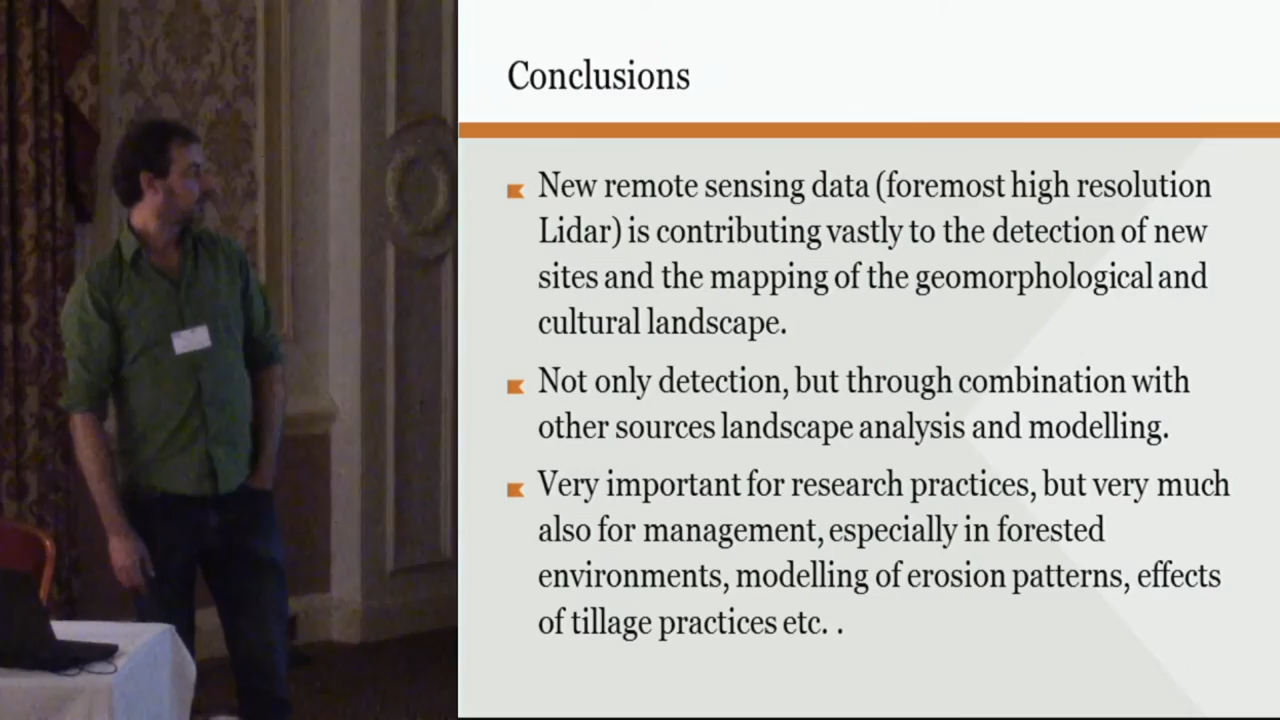 Conclusions
New remote sensing data (foremost high resolution
Lidar) is contributing vastly to the detection of new
sites and the mapping of the geomorphological and
cultural landscape.
Not only detection, but through combination with
other sources landscape analysis and modelling.
Very important for research practices, but very much
also for management, especially in forested
environments, modelling of erosion patterns, effects
of tillage practices etc. .